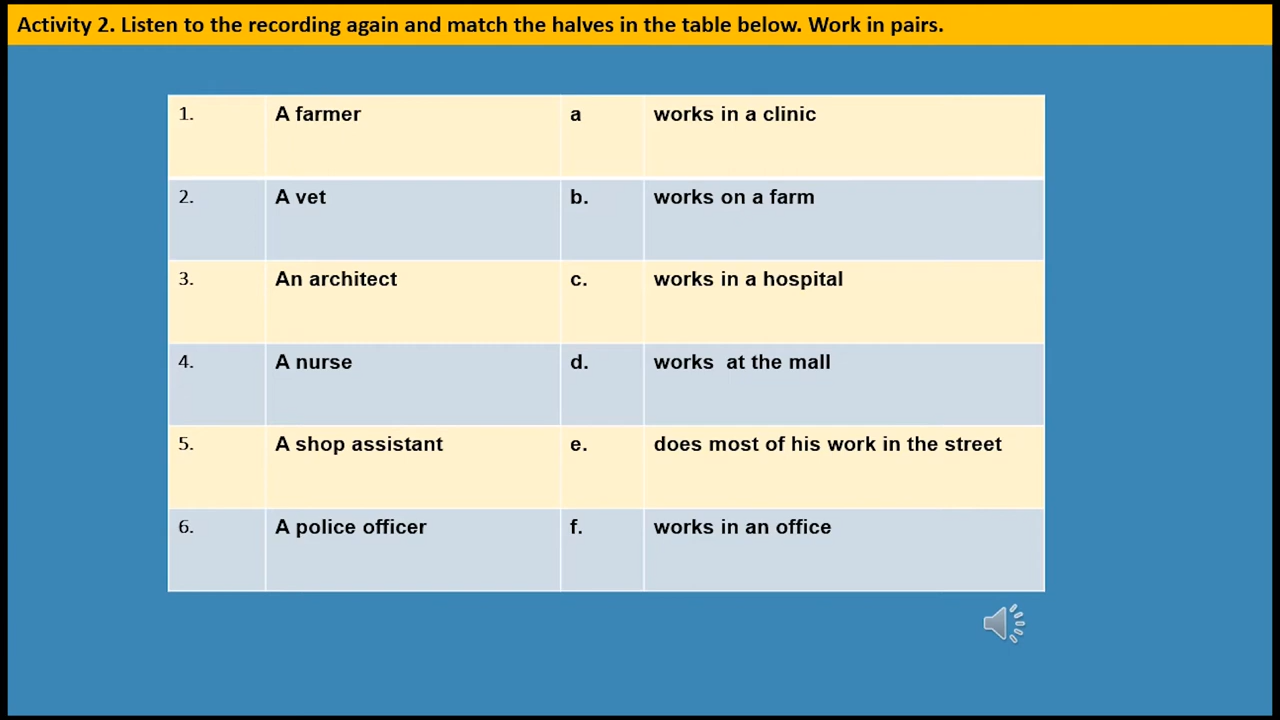 Activity 2. Listen to the recording again and match the halves in the table below. Work in pairs.
1. A farmer a works in a clinic
2. A vet b. works on a farm
3. An architect c. works in a hospital
4. A nurse d. works  at the mall
5. A shop assistant e. does most of his work in the street
6. A police officer f. works in an office